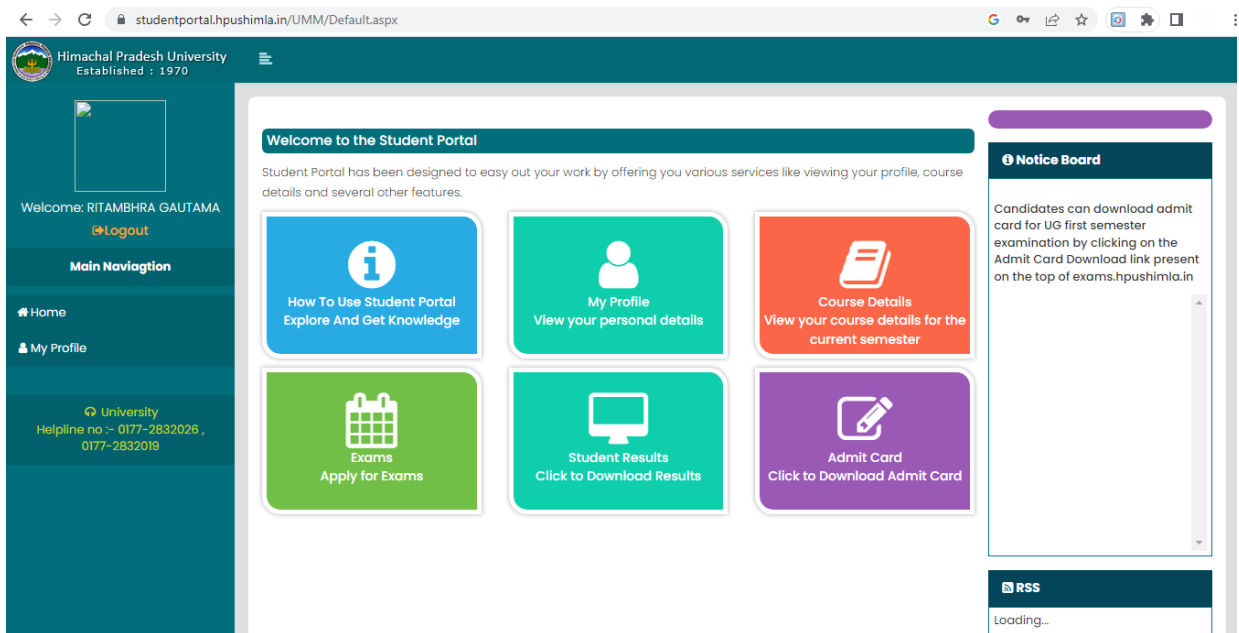 studentportal.hpushimla.in/UMM/Default.aspx
Himachal Pradesh University
Established : 1970
Welcome: RITAMBHRA GAUTAMA
Logout
Main Naviagtion
Home
My Profile
University
Helpline no :- 0177-2832026 ,
0177-2832019
Welcome to the Student Portal
Student Portal has been designed to easy out your work by offering you various services like viewing your profile, course
details and several other features.
How To Use Student Portal
Explore And Get Knowledge
My Profile
View your personal details
Course Details
View your course details for the
current semester
Exams
Apply for Exams
Student Results
Click to Download Results
Admit Card
Click to Download Admit Card
Notice Board
Candidates can download admit
card for UG first semester
examination by clicking on the
Admit Card Download link present
on the top of exams.hpushimla.in
RSS
Loading...